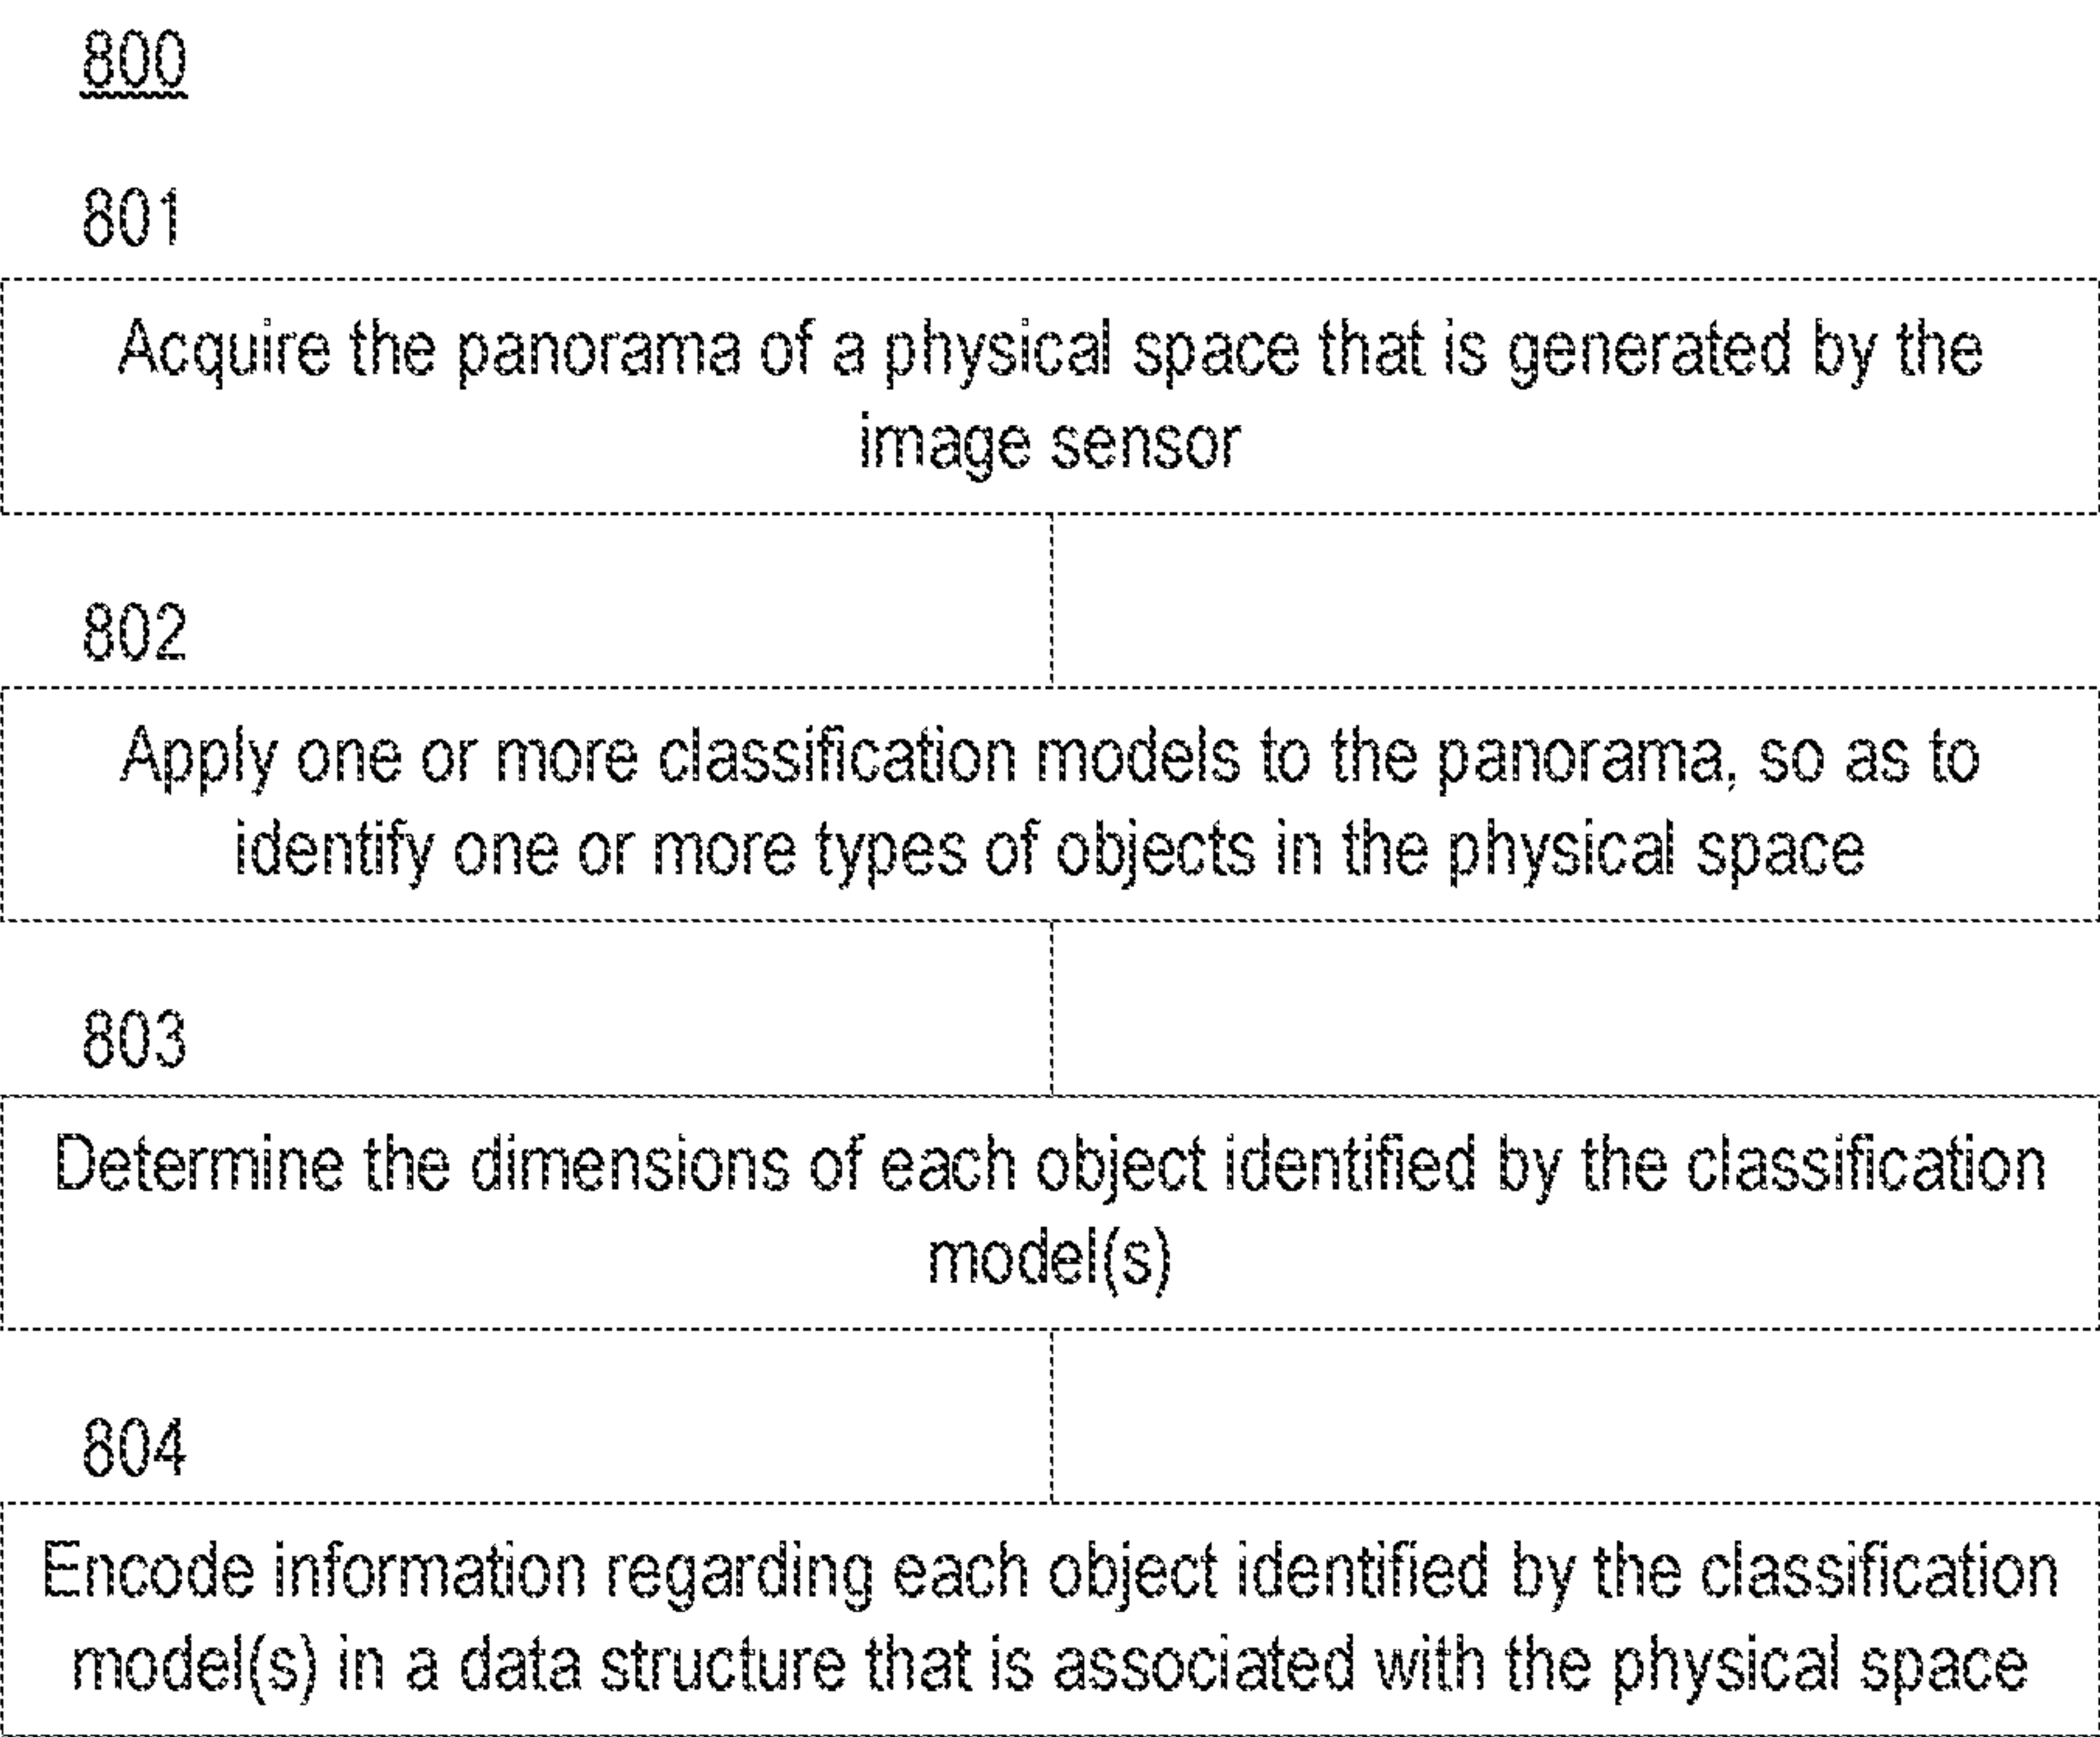 800
801
Acquire the panorama of a physical space that is generated by the
image sensor
802
Apply one or more classification models to the panorama, so as to
identify one or more types of objects in the physical space
803
Determine the dimensions of each object identified by the classification
model(s)
804
Encode information regarding each object identified by the classification
model(s) in a data structure that is associated with the physical space